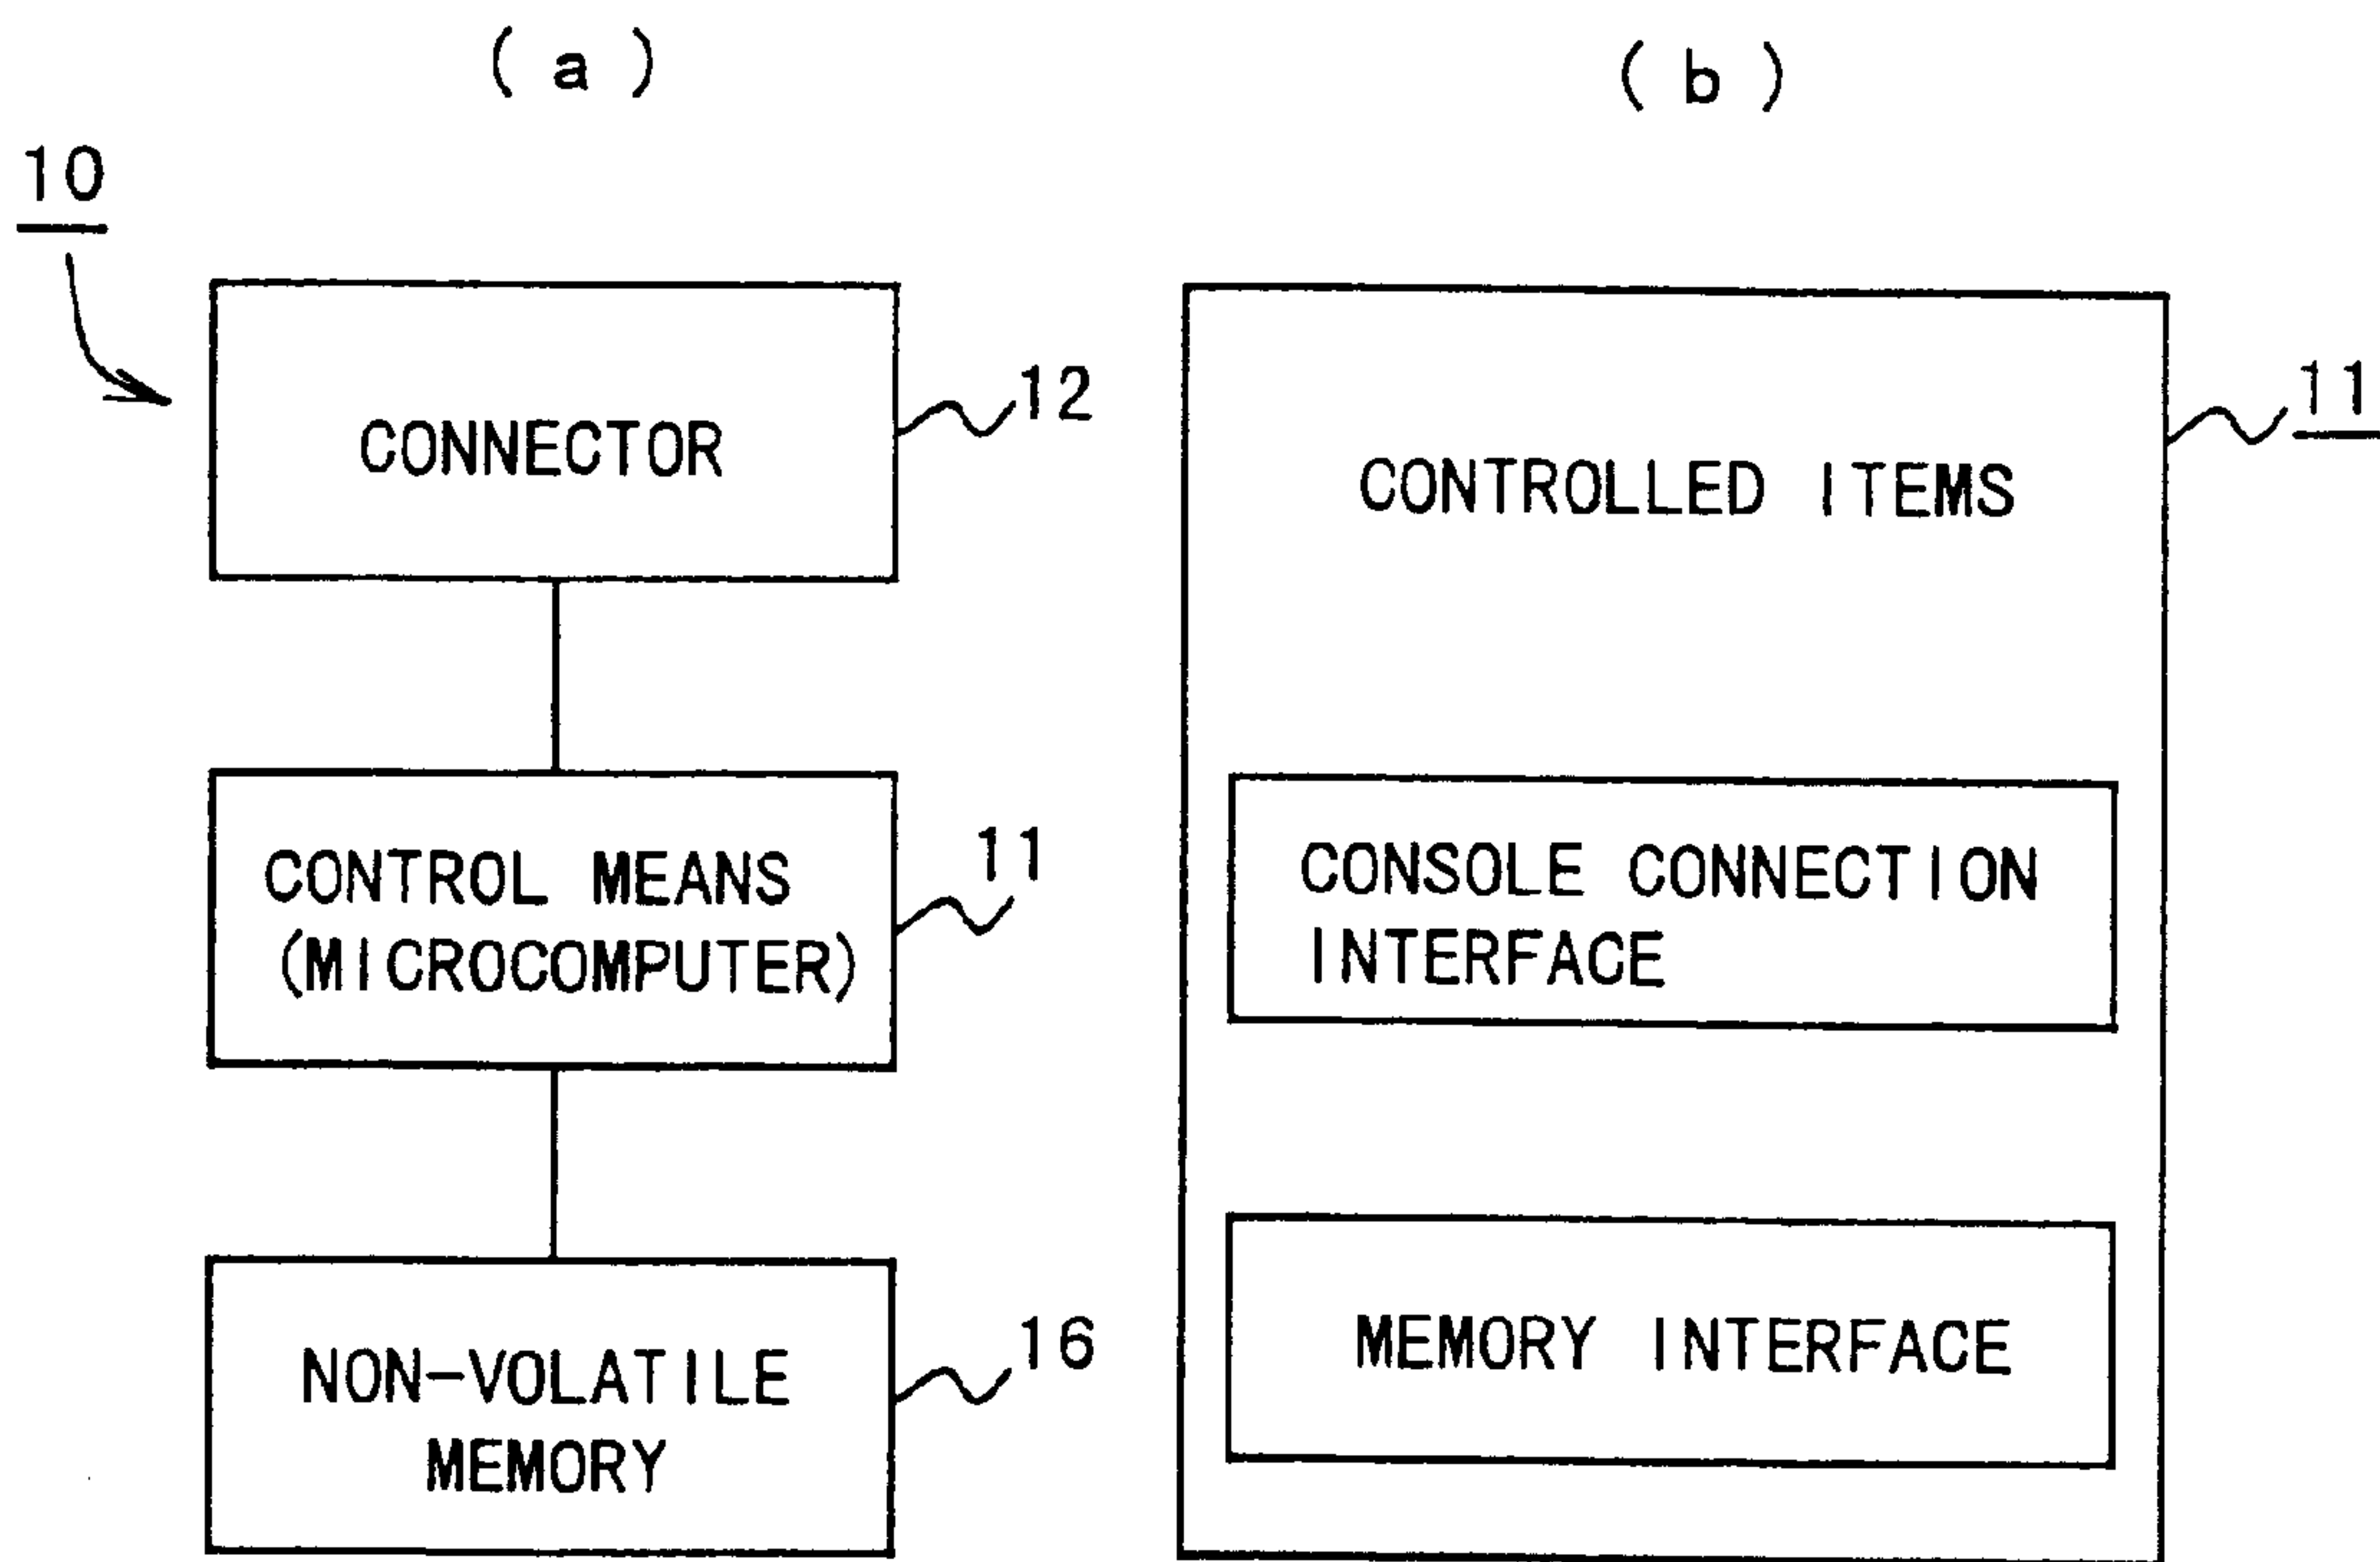 ( a )
10
CONNECTOR
12
CONTROL MEANS
(MICROCOMPUTER)
11
NON-VOLATILE
MEMORY
16
( b )
CONTROLLED ITEMS
11
CONSOLE CONNECTION
INTERFACE
MEMORY INTERFACE